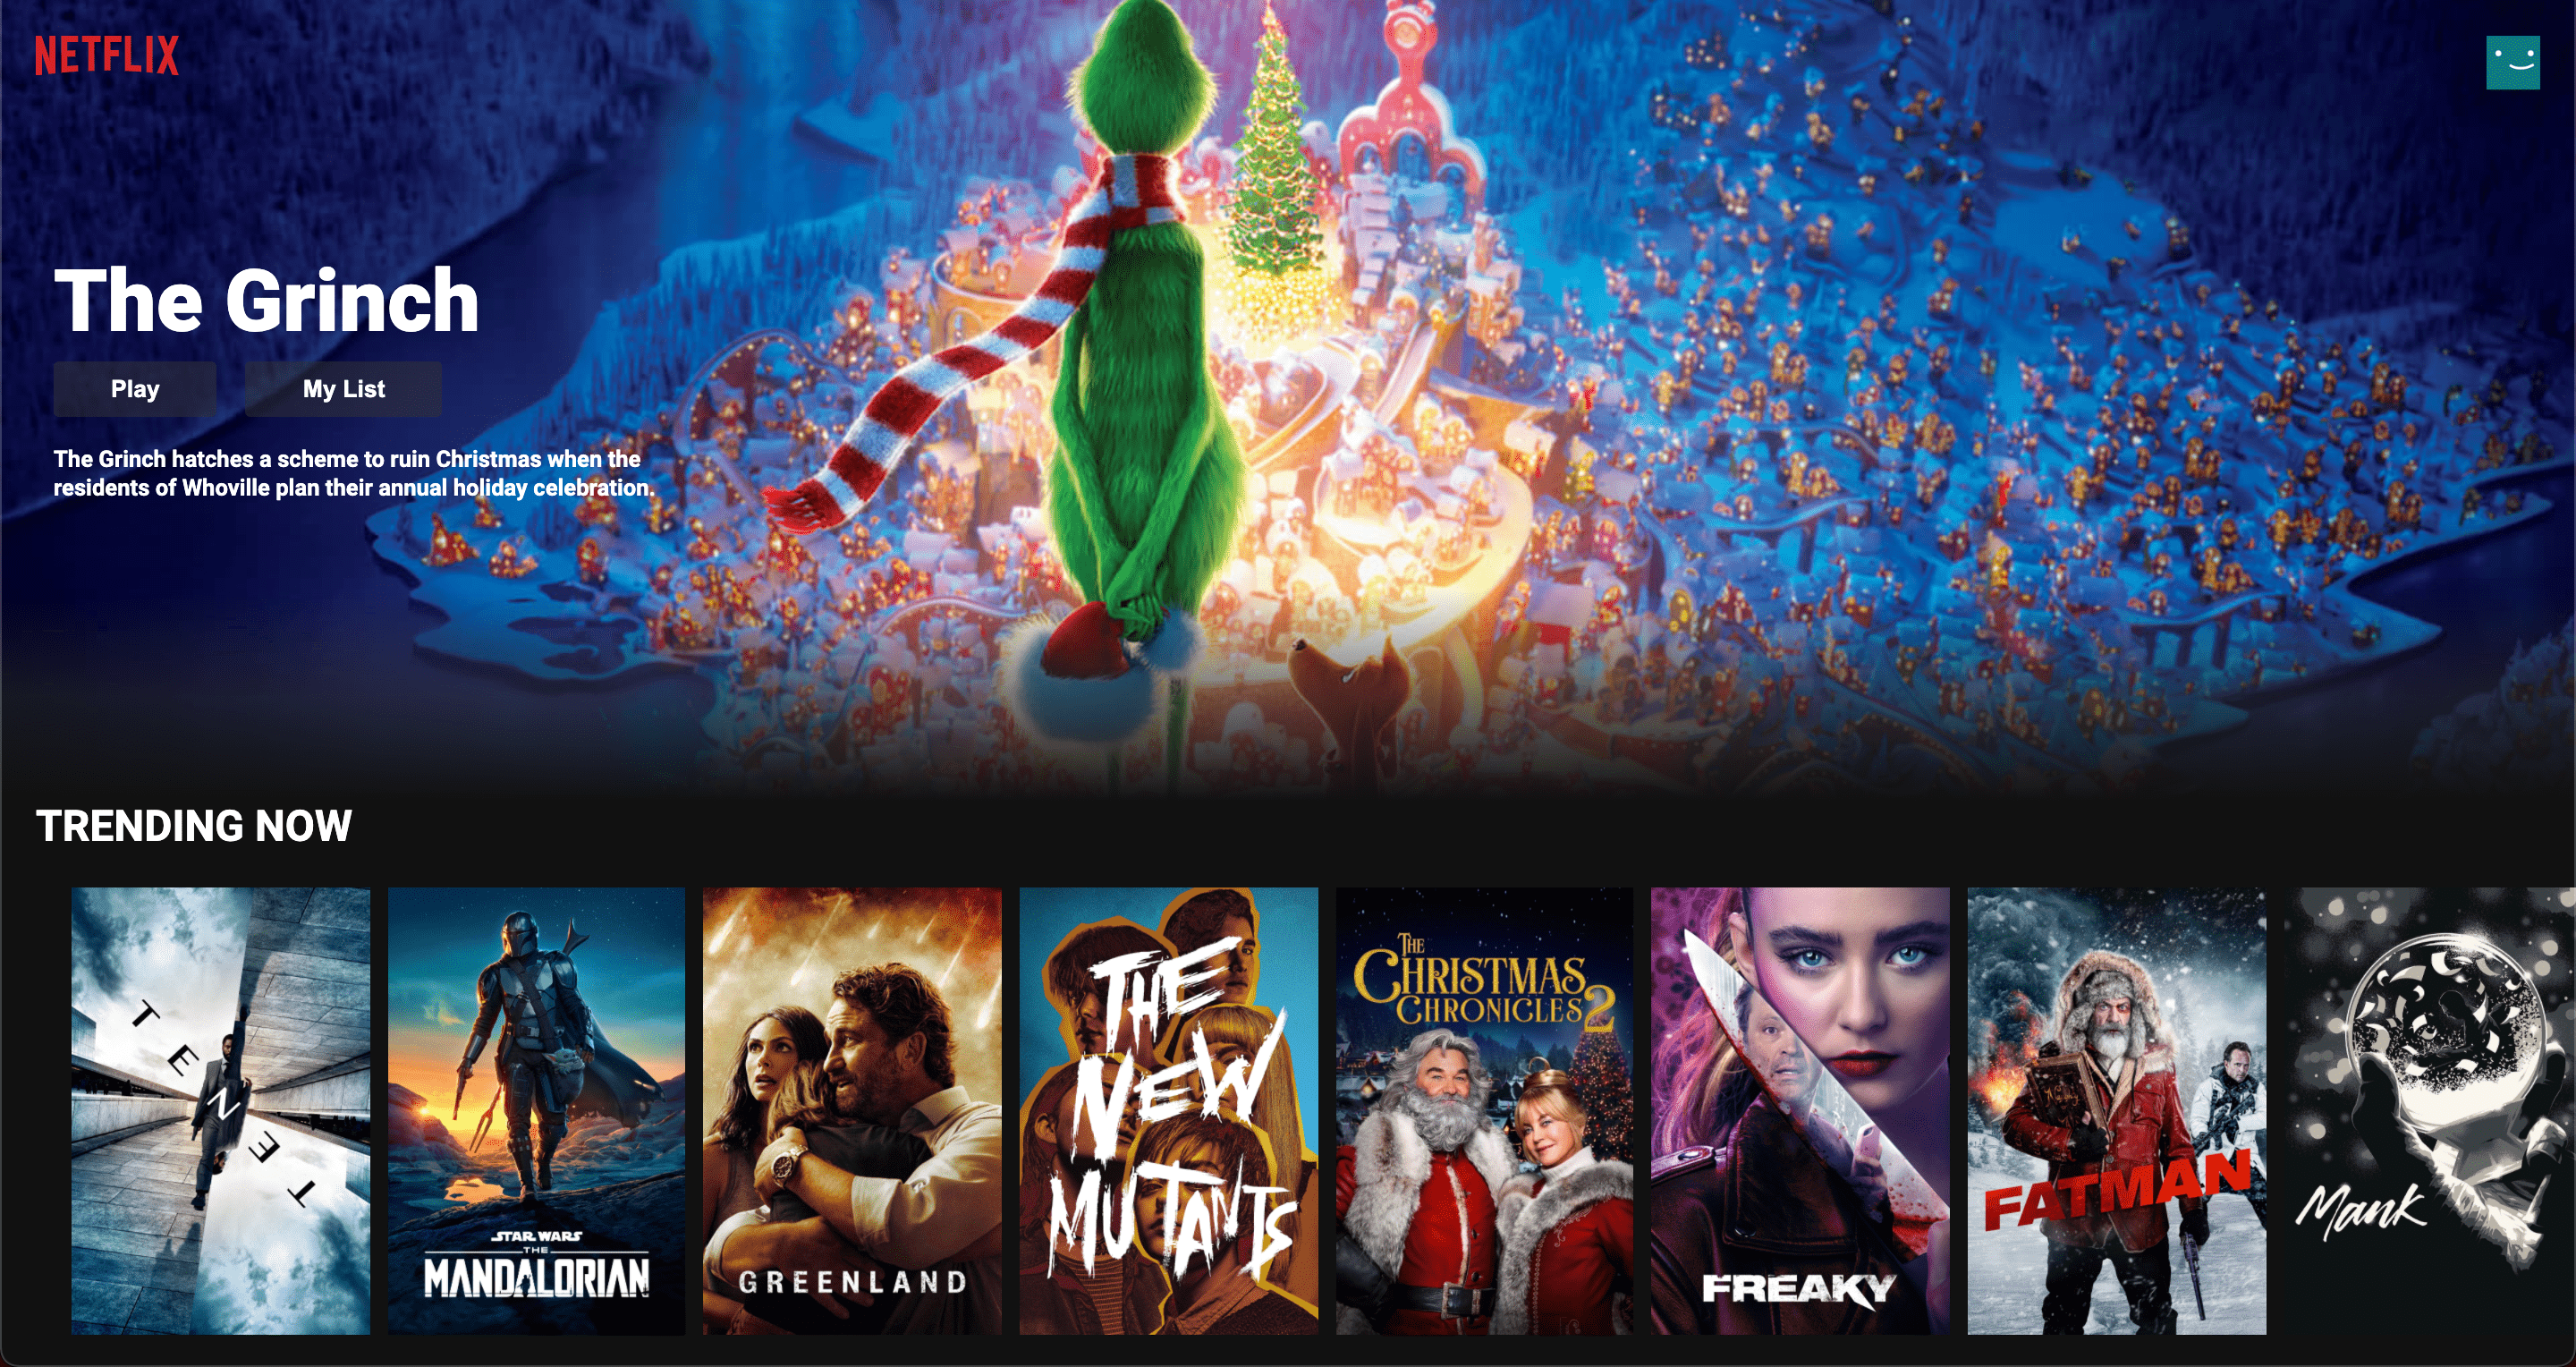 NETFLIX
The Grinch
Play
My List
The Grinch hatches a scheme to ruin Christmas when the
residents of Whoville plan their annual holiday celebration.
TRENDING NOW
TENET
STAR WARS
THE
MANDALORIAN
GREENLAND
THE
NEW
MUTANTS
THE
CHRISTMAS
CHRONICLES 2
FREAKY
FATMAN
Mank